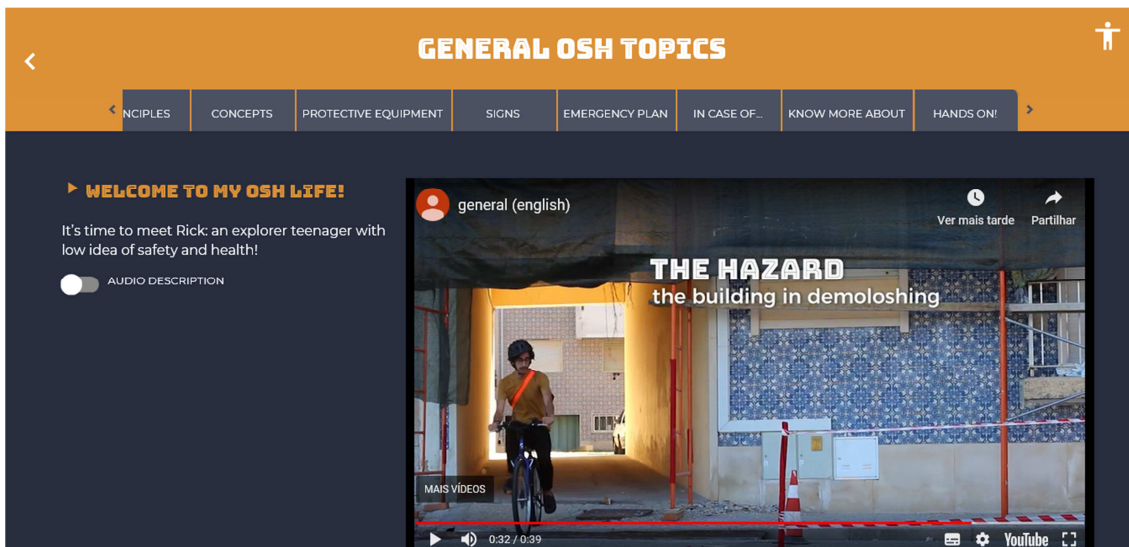 GENERAL OSH TOPICS
NCIPLES
CONCEPTS
PROTECTIVE EQUIPMENT
SIGNS
EMERGENCY PLAN
IN CASE OF...
KNOW MORE ABOUT
HANDS ON!
WELCOME TO MY OSH LIFE!
It's time to meet Rick: an explorer teenager with
low idea of safety and health!
AUDIO DESCRIPTION
general (english)
Ver mais tarde
Partilhar
THE HAZARD
the building in demoloshing
MAIS VÍDEOS
0:32 / 0:39
YouTube